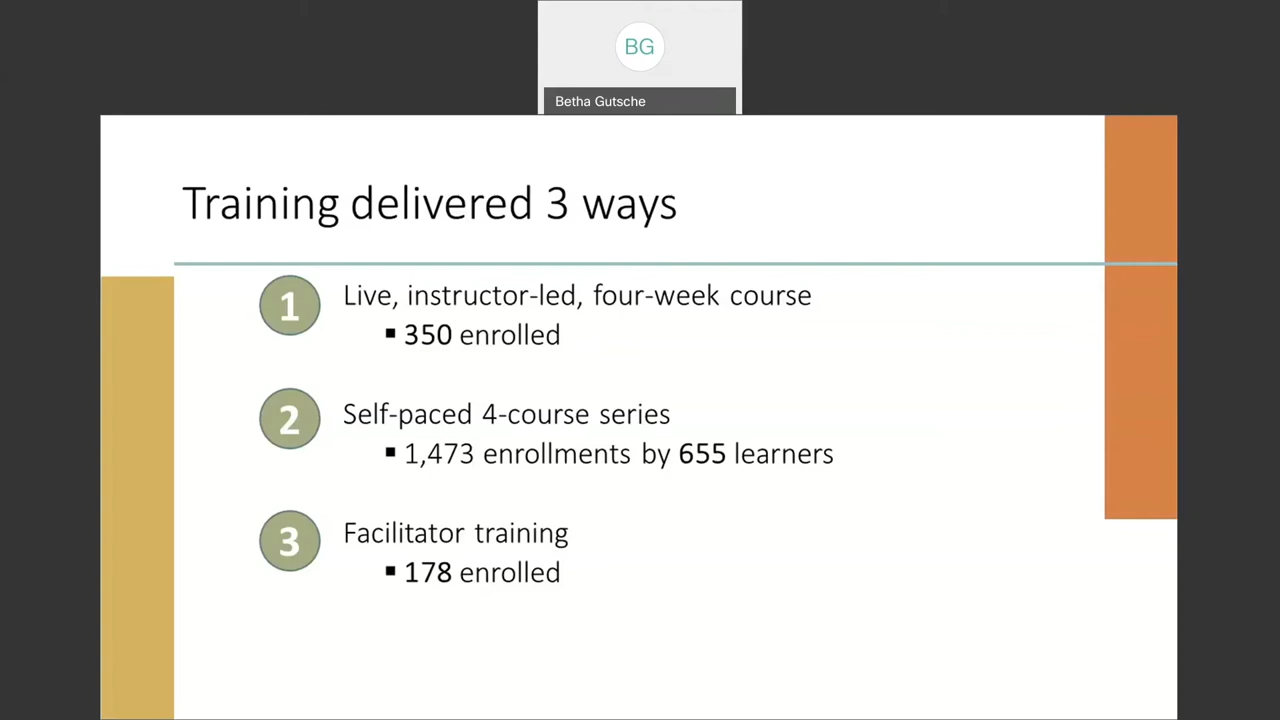 BG
Betha Gutsche
Training delivered 3 ways
1 Live, instructor-led, four-week course
▪ 350 enrolled
2 Self-paced 4-course series
▪ 1,473 enrollments by 655 learners
3 Facilitator training
▪ 178 enrolled